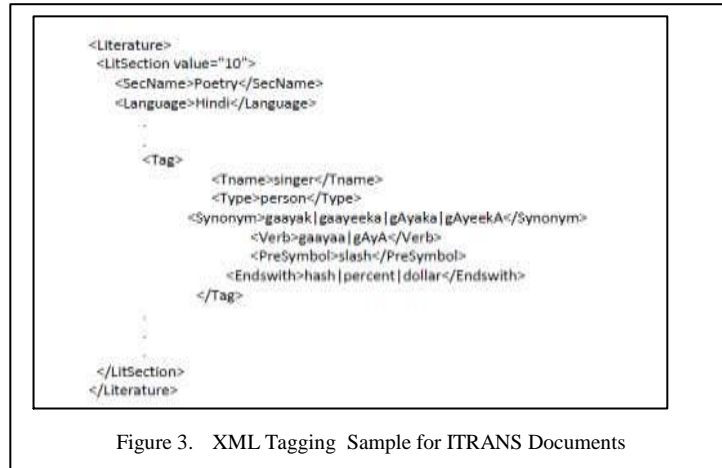 <Literature>
<LitSection value="10">
<SecName>Poetry</SecName>
<Language>Hindi</Language>
.
.
<Tag>
<Tname>singer</Tname>
<Type>person</Type>
<Synonym>gaayak|gaayeeka|gAyaka|gAyeekA</Synonym>
<Verb>gaayaa|gAyA</Verb>
<PreSymbol>slash</PreSymbol>
<Endswith>hash|percent|dollar</Endswith>
</Tag>
.
.
.
</LitSection>
</Literature>
Figure 3. XML Tagging Sample for ITRANS Documents